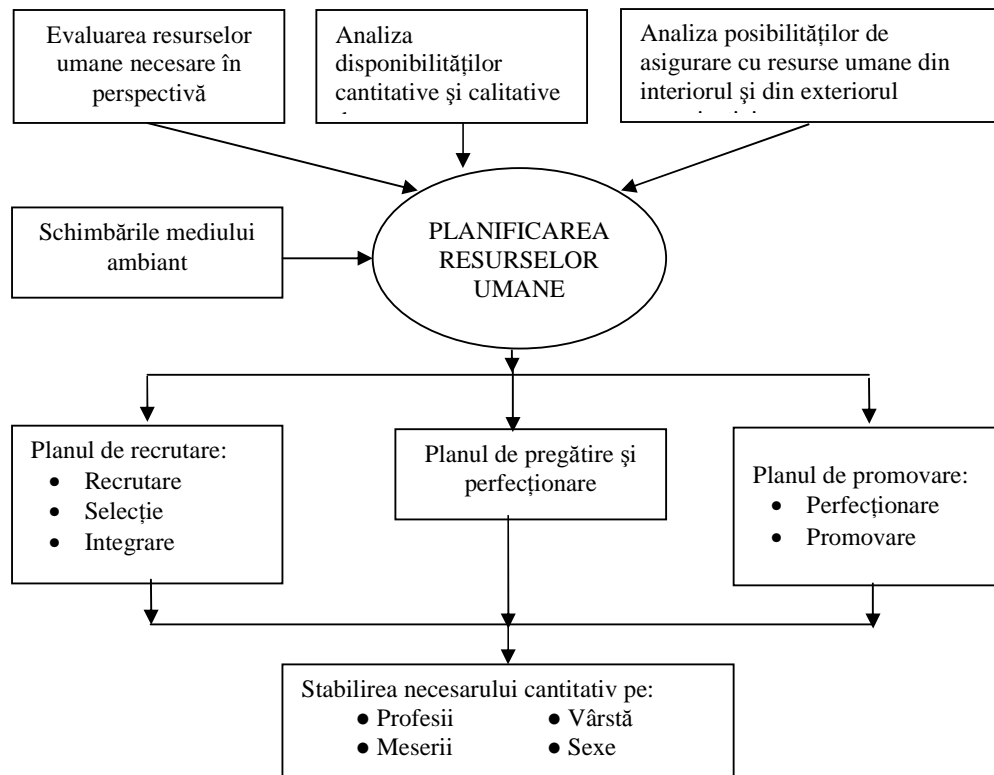 Evaluarea resurselor
umane necesare în
perspectivă
Analiza
disponibilităţilor
cantitative şi calitative
Analiza posibilităţilor de
asigurare cu resurse umane din
interiorul şi din exteriorul
Schimbările mediului
ambiant
PLANIFICAREA
RESURSELOR
UMANE
Planul de recrutare:
• Recrutare
• Selecţie
• Integrare
Planul de pregătire şi
perfecţionare
Planul de promovare:
• Perfecţionare
• Promovare
Stabilirea necesarului cantitativ pe:
● Profesii ● Vârstă
● Meserii ● Sexe